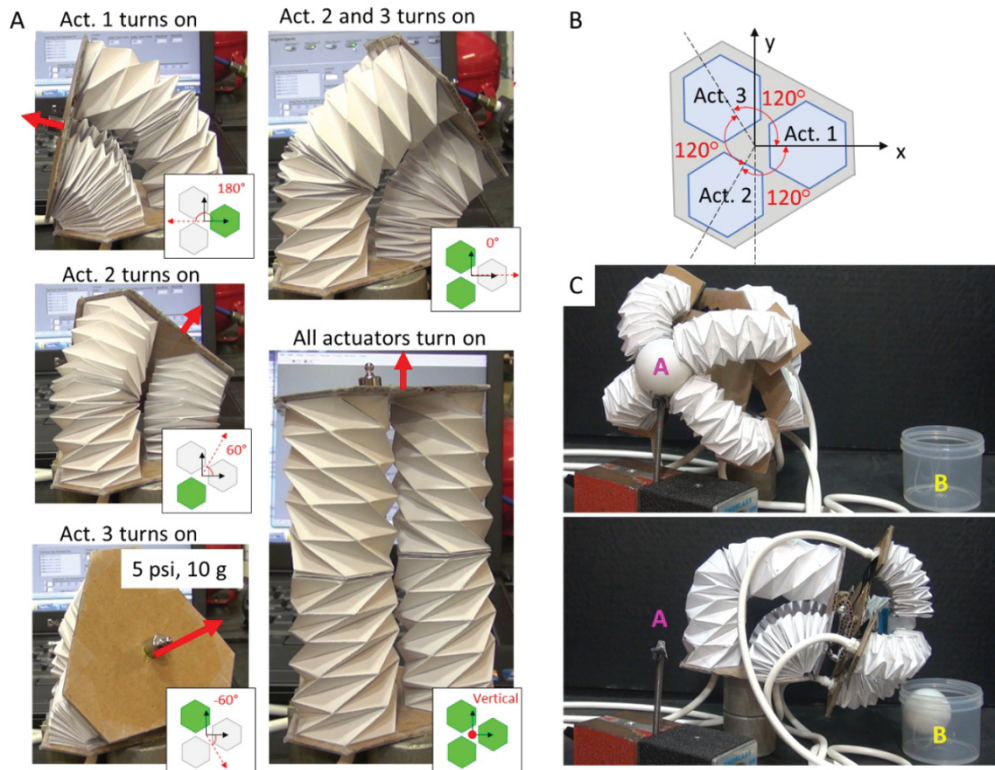 A
Act. 1 turns on
180°
Act. 2 and 3 turns on
0°
Act. 2 turns on
60°
All actuators turn on
Vertical
Act. 3 turns on
5 psi, 10 g
-60°
B
y
x
Act. 3
Act. 1
Act. 2
120°
120°
120°
C
A
B
A
B